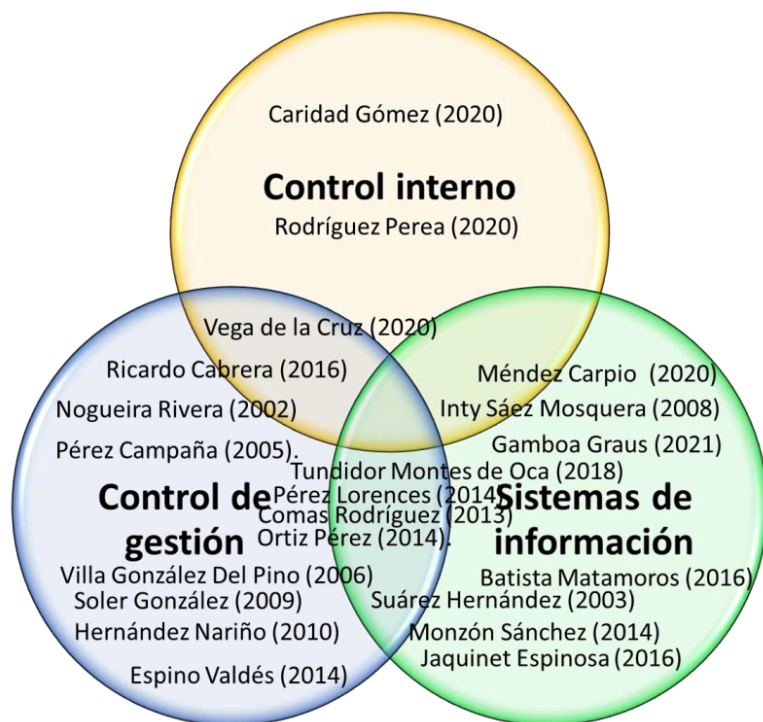 Caridad Gómez (2020)
Control interno
Rodríguez Perea (2020)
Vega de la Cruz (2020)
Ricardo Cabrera (2016)
Nogueira Rivera (2002)
Pérez Campaña (2005).
Méndez Carpio (2020)
Inty Sáez Mosquera (2008)
Gamboa Graus (2021)
Tundidor Montes de Oca (2018)
Pérez Lorences (2014)
Comas Rodríguez (2013)
Ortiz Pérez (2014).
Control de
gestión
Sistemas de
información
Villa González Del Pino (2006)
Soler González (2009)
Hernández Nariño (2010)
Espino Valdés (2014)
Batista Matamoros (2016)
Suárez Hernández (2003)
Monzón Sánchez (2014)
Jaquinet Espinosa (2016)